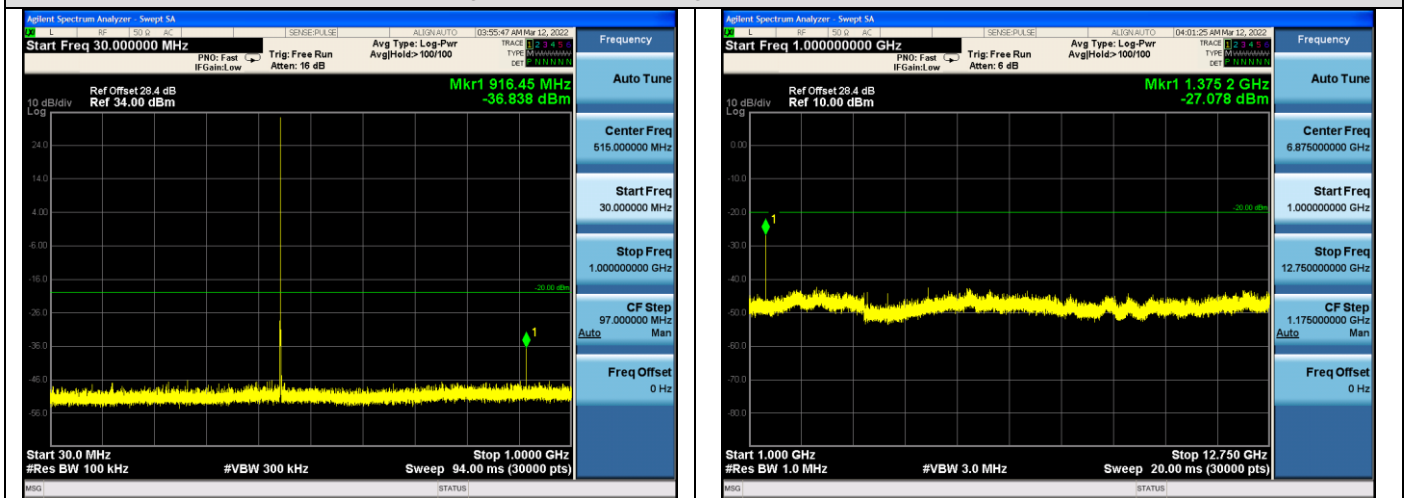 Agilent Spectrum Analyzer - Swept SA
L RF 50 Ω AC SENSE:PULSE ALIGNAUTO 03:55:47 AM Mar 12, 2022
Start Freq 30.000000 MHz
PNO: Fast
IFGain:Low
Trig: Free Run
Atten: 16 dB
Avg Type: Log-Pwr
Avg|Hold:> 100/100
TRACE 1 2 3 4 5 6
TYPE
DET P N N N N N
Mkr1 916.45 MHz
-36.838 dBm
Ref Offset 28.4 dB
10 dB/div Ref 34.00 dBm
Log
24.0
14.0
4.00
-6.00
-16.0
-20.00 dBm
-26.0
1
-36.0
-46.0
-56.0
Start 30.0 MHz Stop 1.0000 GHz
#Res BW 100 kHz #VBW 300 kHz Sweep 94.00 ms (30000 pts)
MSG STATUS
Frequency
Auto Tune
Center Freq
515.000000 MHz
Start Freq
30.000000 MHz
Stop Freq
1.000000000 GHz
CF Step
97.000000 MHz
Auto Man
Freq Offset
0 Hz
Agilent Spectrum Analyzer - Swept SA
L RF 50 Ω AC SENSE:PULSE ALIGNAUTO 04:01:25 AM Mar 12, 2022
Start Freq 1.000000000 GHz
PNO: Fast
IFGain:Low
Trig: Free Run
Atten: 6 dB
Avg Type: Log-Pwr
Avg|Hold:> 100/100
TRACE 1 2 3 4 5 6
TYPE
DET P N N N N N
Mkr1 1.375 2 GHz
-27.078 dBm
Ref Offset 28.4 dB
10 dB/div Ref 10.00 dBm
Log
0.00
-10.0
-20.0
-20.00 dBm
1
-30.0
-40.0
-50.0
-60.0
-70.0
-80.0
Start 1.000 GHz Stop 12.750 GHz
#Res BW 1.0 MHz #VBW 3.0 MHz Sweep 20.00 ms (30000 pts)
MSG STATUS
Frequency
Auto Tune
Center Freq
6.875000000 GHz
Start Freq
1.000000000 GHz
Stop Freq
12.750000000 GHz
CF Step
1.175000000 GHz
Auto Man
Freq Offset
0 Hz